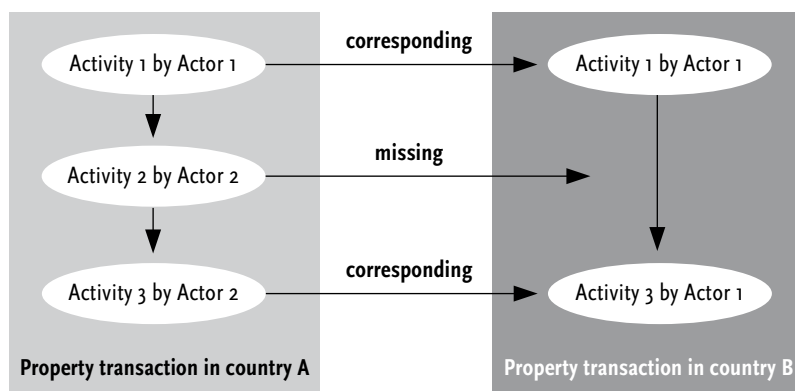 corresponding
Activity 1 by Actor 1
Activity 1 by Actor 1
missing
Activity 2 by Actor 2
corresponding
Activity 3 by Actor 2
Activity 3 by Actor 1
Property transaction in country A
Property transaction in country B